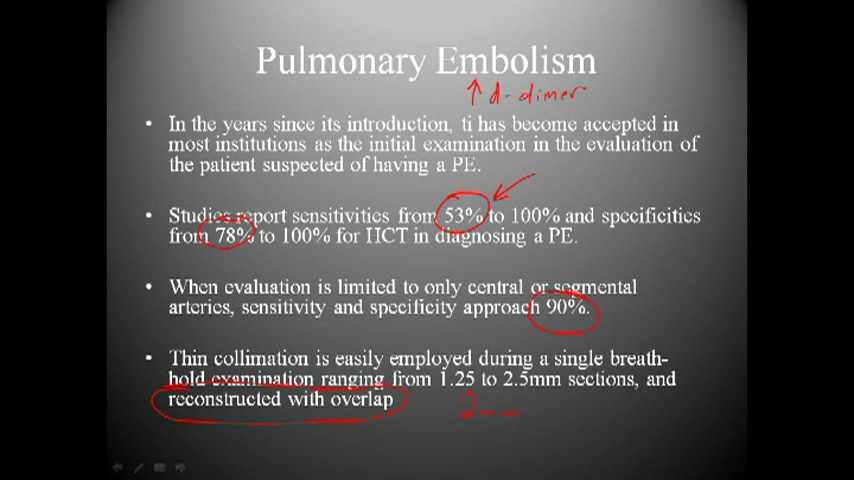 Pulmonary Embolism
↑ d-dimer
• In the years since its introduction, ti has become accepted in
most institutions as the initial examination in the evaluation of
the patient suspected of having a PE.
• Studies report sensitivities from 53% to 100% and specificities
from 78% to 100% for HCT in diagnosing a PE.
• When evaluation is limited to only central or segmental
arteries, sensitivity and specificity approach 90%.
• Thin collimation is easily employed during a single breath-
hold examination ranging from 1.25 to 2.5mm sections, and
reconstructed with overlap